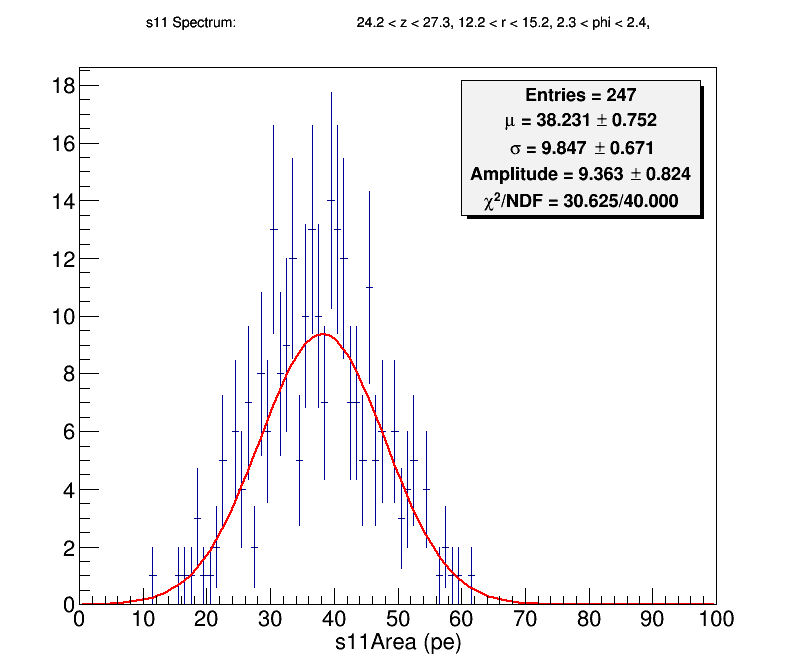 s11 Spectrum: 24.2 < z < 27.3, 12.2 < r < 15.2, 2.3 < phi < 2.4,
Entries = 247
μ = 38.231 ± 0.752
σ = 9.847 ± 0.671
Amplitude = 9.363 ± 0.824
χ²/NDF = 30.625/40.000
18
16
14
12
10
8
6
4
2
0
0 10 20 30 40 50 60 70 80 90 100
s11Area (pe)